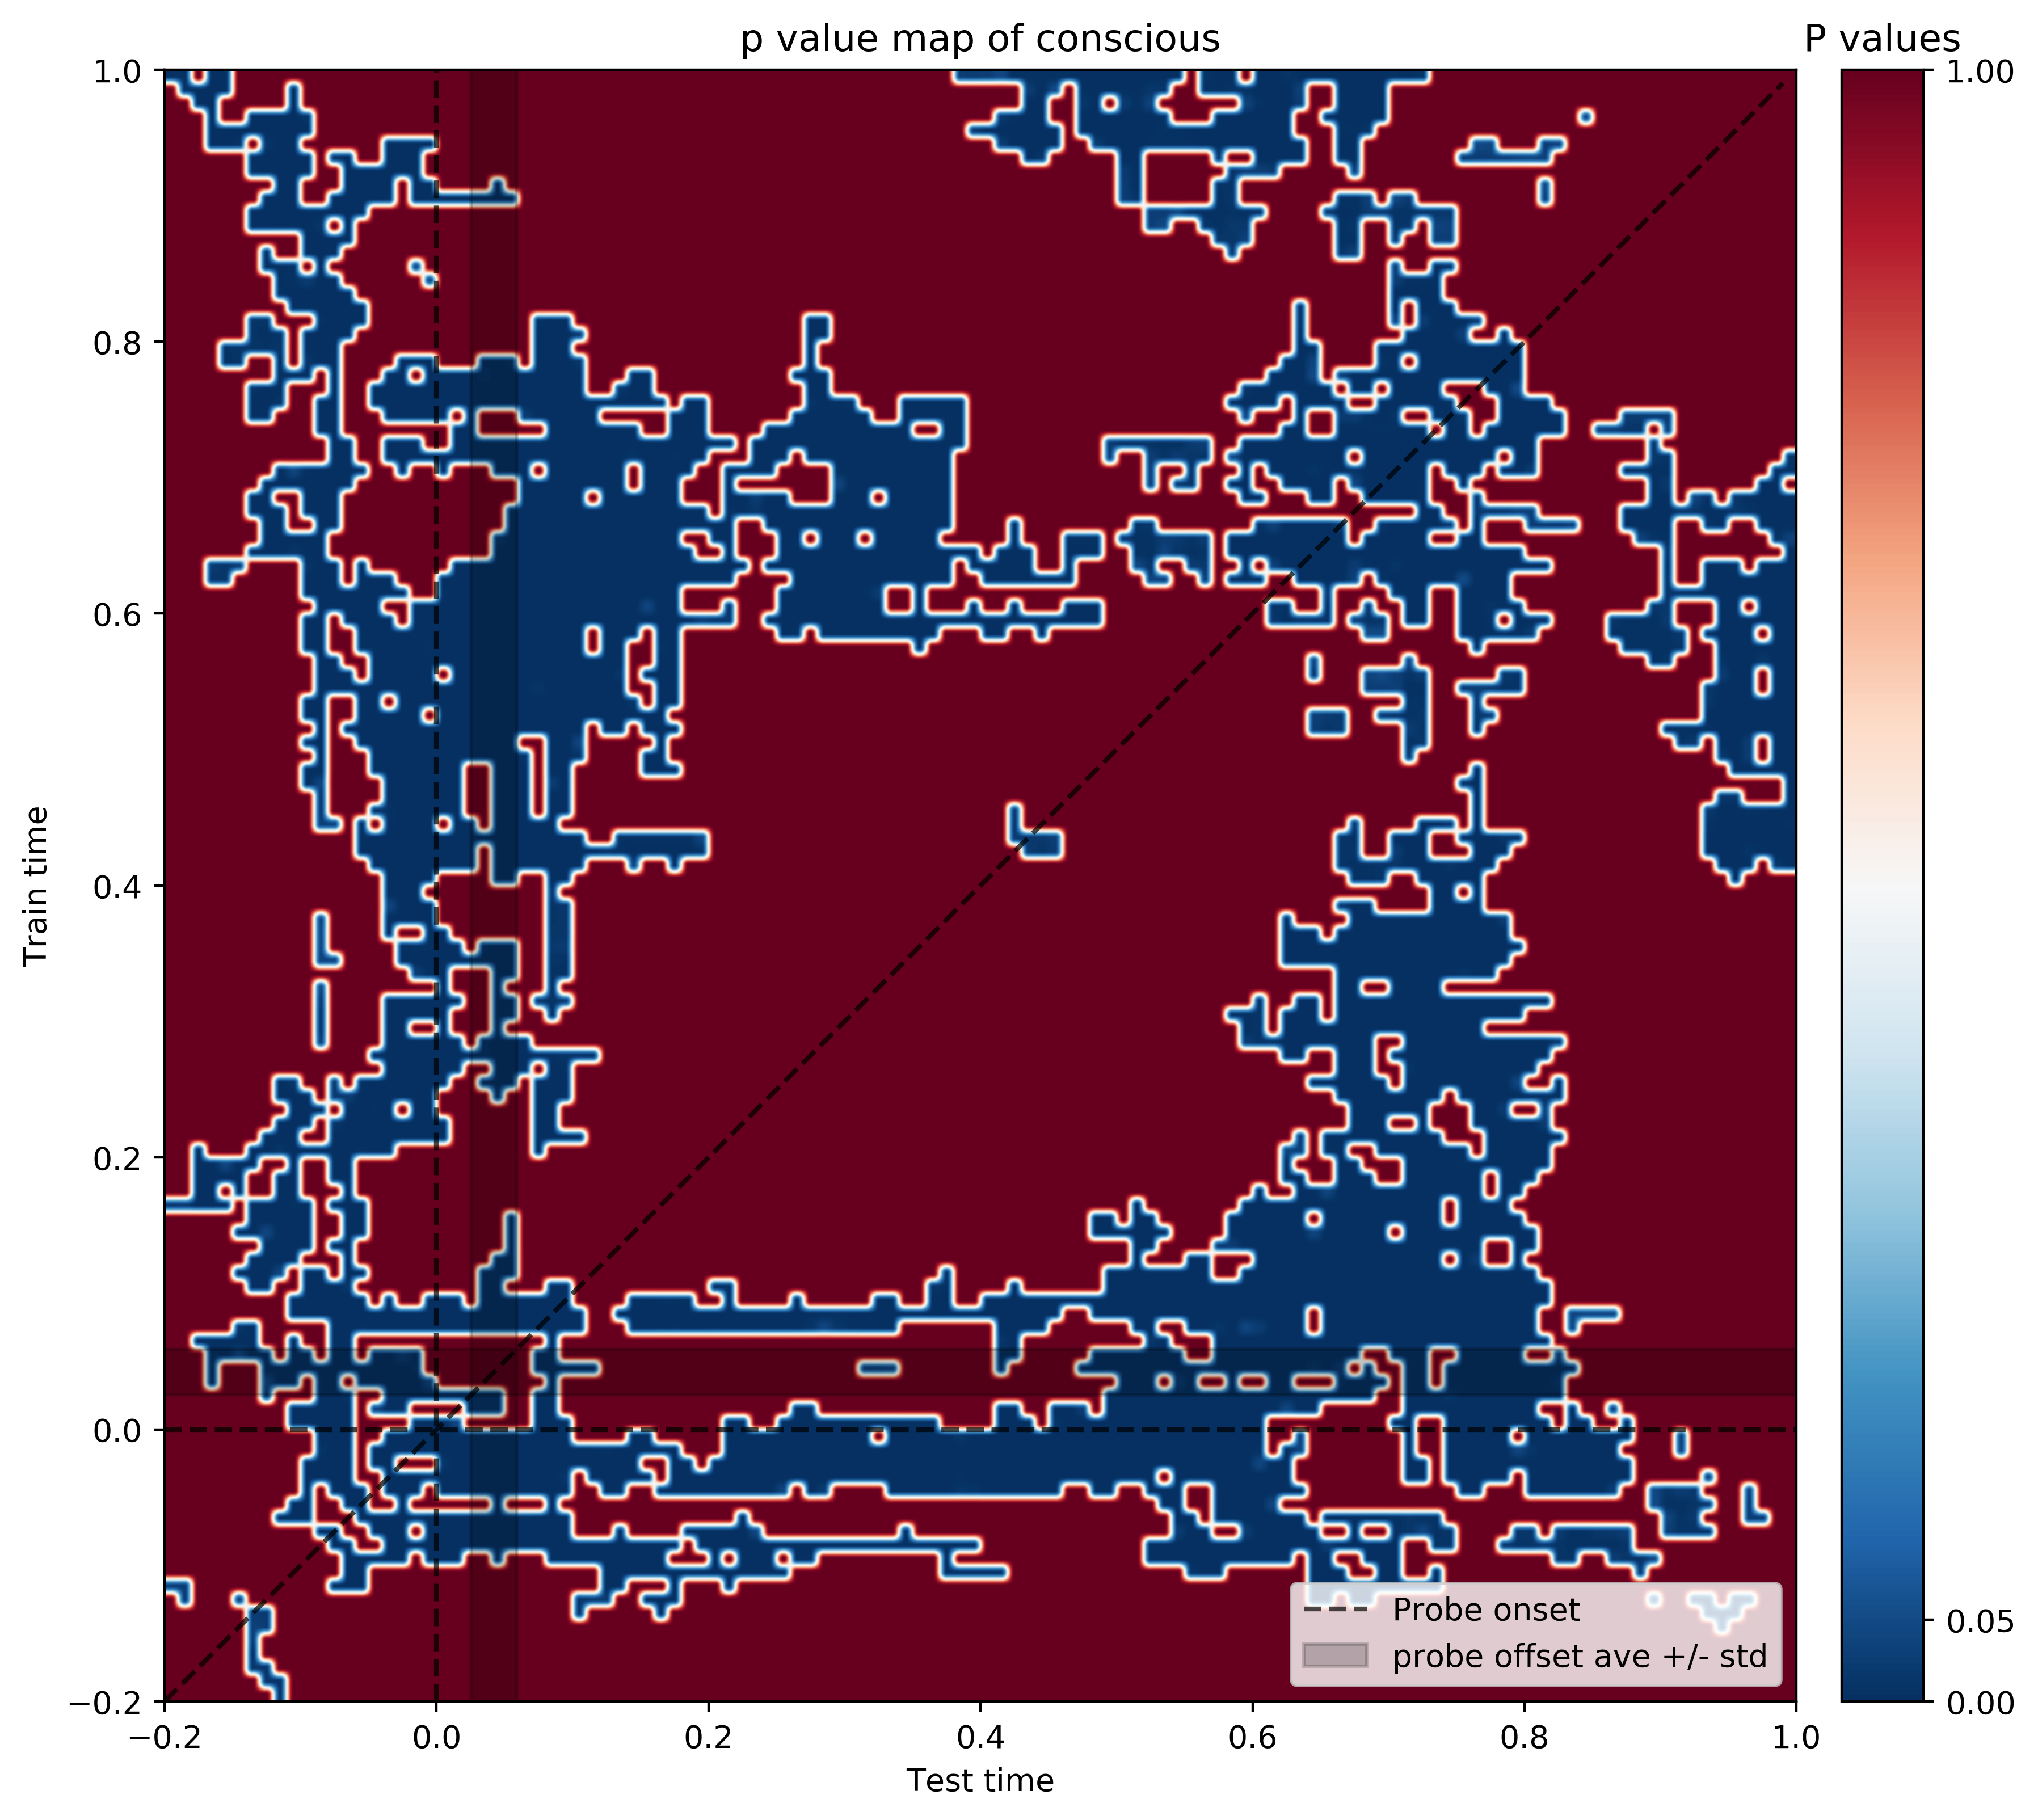 p value map of conscious
P values
1.0
0.8
0.6
0.4
0.2
0.0
−0.2
Train time
−0.2
0.0
0.2
0.4
0.6
0.8
1.0
Test time
1.00
0.05
0.00
Probe onset
probe offset ave +/- std